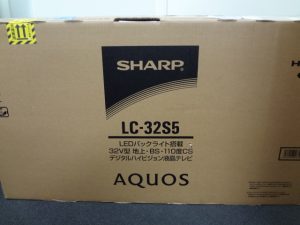 SHARP
LC-32S5
LEDバックライト搭載
32V型 地上・BS・110度CS
デジタルハイビジョン液晶テレビ
AQUOS